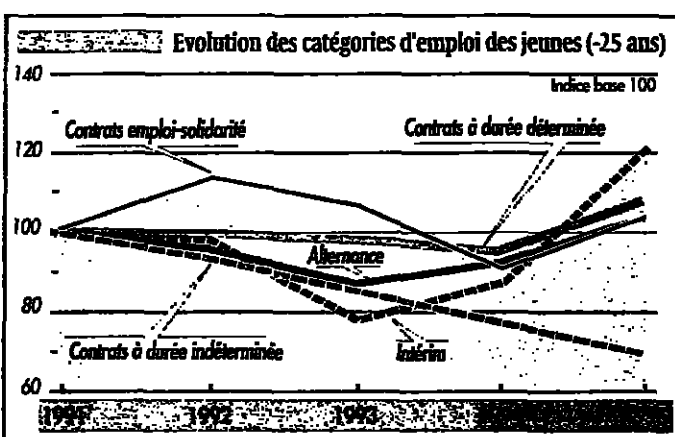 Evolution des catégories d'emploi des jeunes (-25 ans)
140
Indice base 100
Contrats emploi-solidarité
Contrats à durée déterminée
120
100
Alternance
80
Contrats à durée indéterminée
Intérim
60
1991 1992 1993